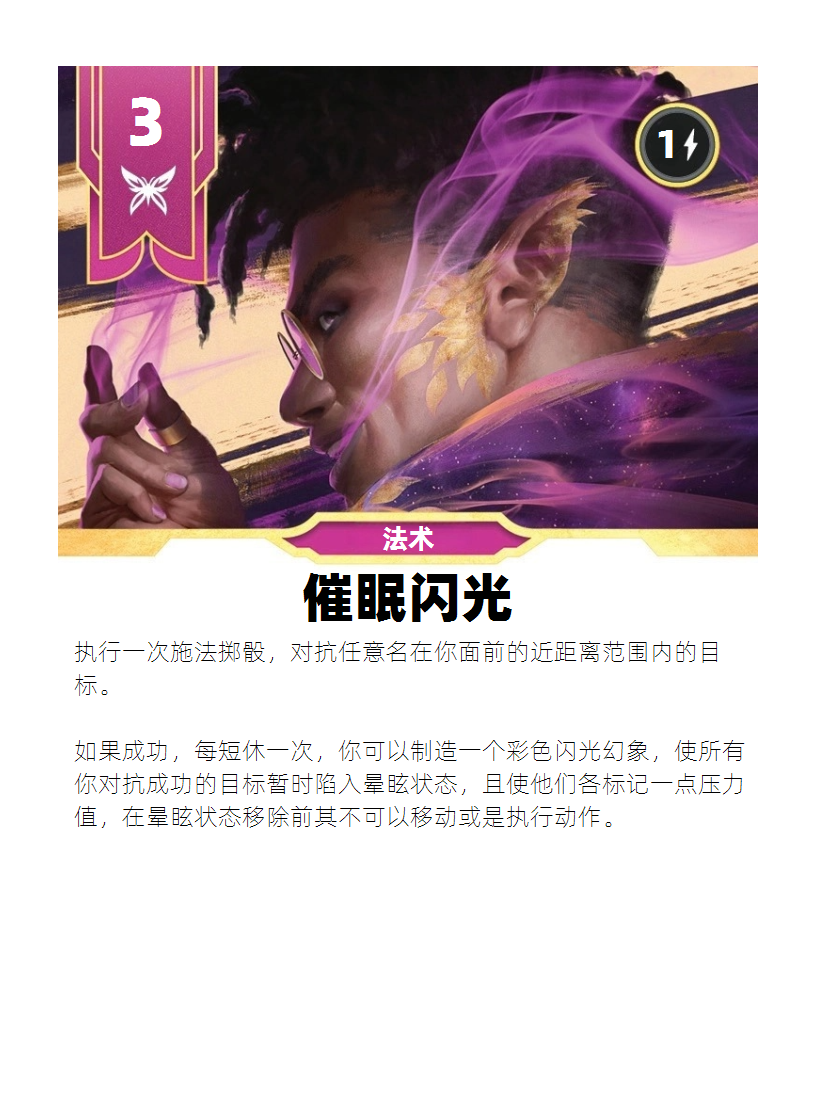 3
1
法术
催眠闪光
执行一次施法掷骰，对抗任意名在你面前的近距离范围内的目
标。
如果成功，每短休一次，你可以制造一个彩色闪光幻象，使所有
你对抗成功的目标暂时陷入晕眩状态，且使他们各标记一点压力
值，在晕眩状态移除前其不可以移动或是执行动作。